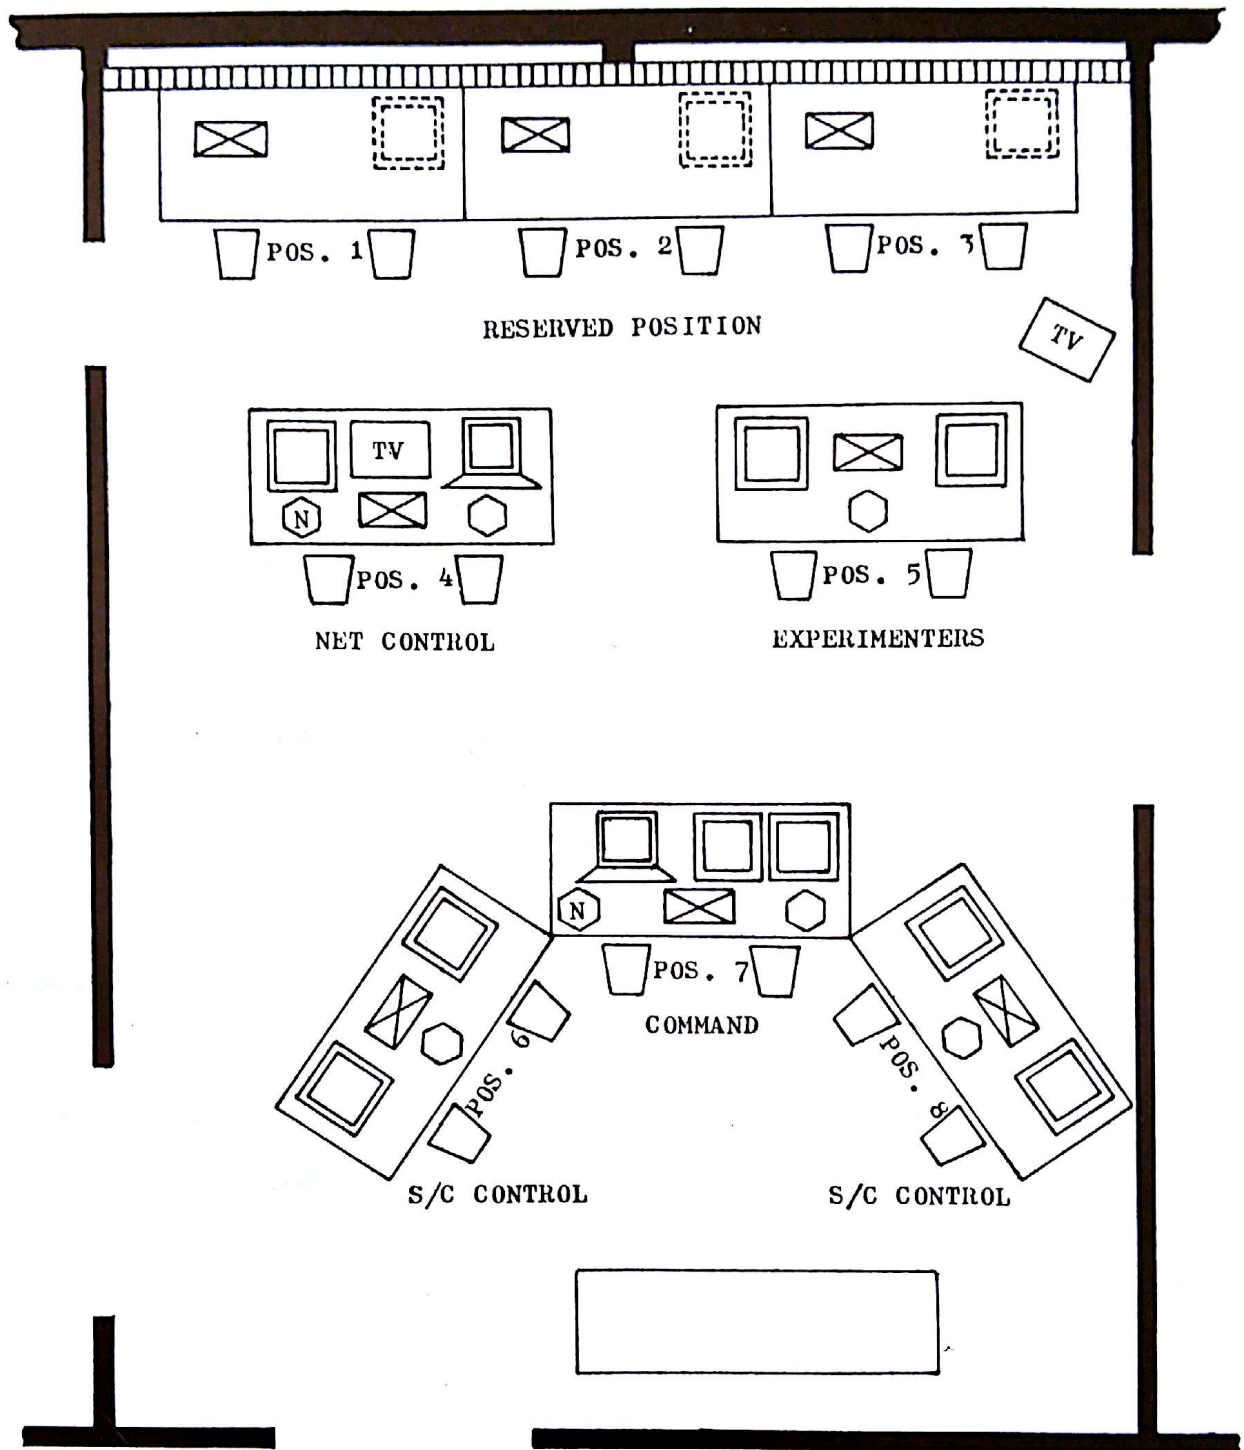 POS. 1
POS. 2
POS. 3
RESERVED POSITION
TV
TV
N
POS. 4
POS. 5
NET CONTROL
EXPERIMENTERS
N
POS. 7
COMMAND
POS. 6
POS. 8
S/C CONTROL
S/C CONTROL